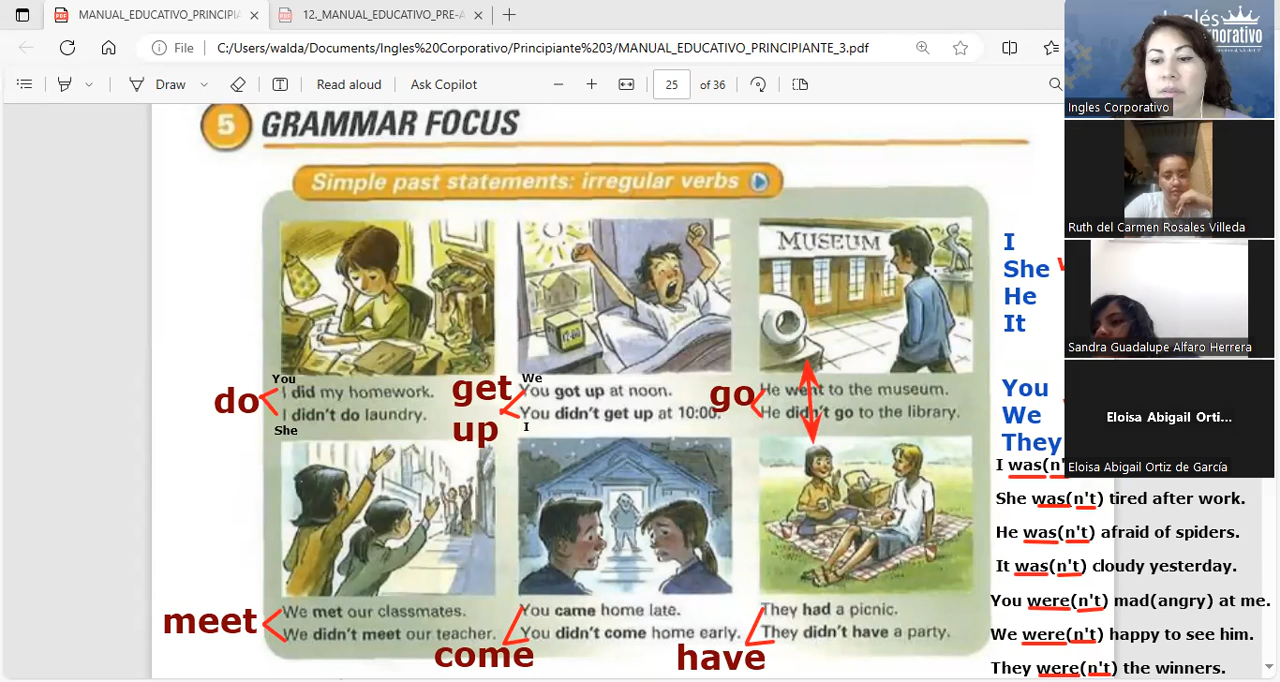 MANUAL_EDUCATIVO_PRINCIPIA
12._MANUAL_EDUCATIVO_PRE-A
File
C:/Users/walda/Documents/Ingles%20Corporativo/Principiante%203/MANUAL_EDUCATIVO_PRINCIPIANTE_3.pdf
Draw
Read aloud
Ask Copilot
25 of 36
Inglés
Ingles Corporativo
Ruth del Carmen Rosales Villeda
Sandra Guadalupe Alfaro Herrera
Eloisa Abigail Orti...
Eloisa Abigail Ortiz de García
5 GRAMMAR FOCUS
Simple past statements: irregular verbs
MUSEUM
do
You
I did my homework.
I didn't do laundry.
She
get up
We
You got up at noon.
You didn't get up at 10:00.
I
go
He went to the museum.
He didn't go to the library.
meet
We met our classmates.
We didn't meet our teacher.
come
You came home late.
You didn't come home early.
have
They had a picnic.
They didn't have a party.
I
She
He
It
You
We
They
I was(n't
She was(n't) tired after work.
He was(n't) afraid of spiders.
It was(n't) cloudy yesterday.
You were(n't) mad(angry) at me.
We were(n't) happy to see him.
They were(n't) the winners.